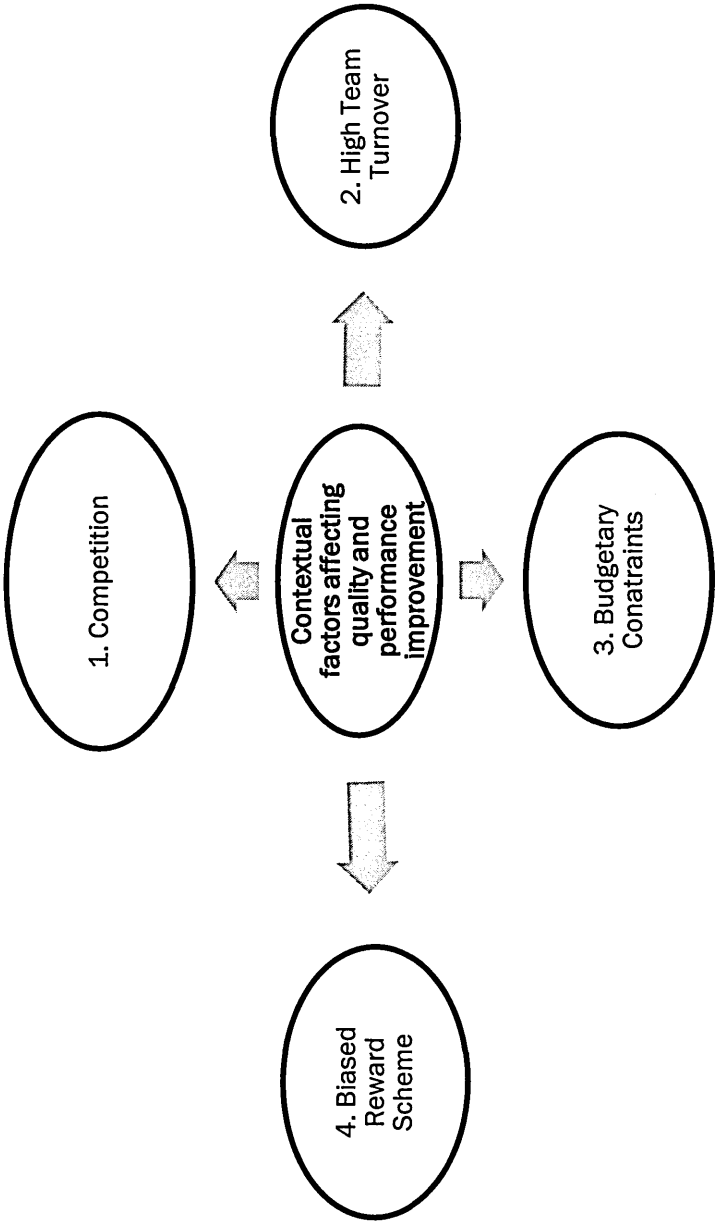 1. Competition
2. High Team
Turnover
Contextual
factors affecting
quality and
performance
improvement
3. Budgetary
Conatraints
4. Biased
Reward
Scheme